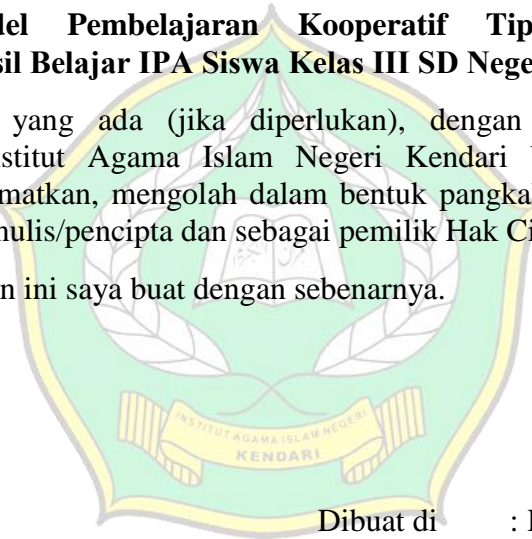 del Pembelajaran Kooperatif Tip
sil Belajar IPA Siswa Kelas III SD Nege
yang ada (jika diperlukan), dengan
nstitut Agama Islam Negeri Kendari
matkan, mengolah dalam bentuk pangka
nulis/pencipta dan sebagai pemilik Hak Ci
n ini saya buat dengan sebenarnya.
INSTITUT AGAMA ISLAM NEGERI
KENDARI
Dibuat di :